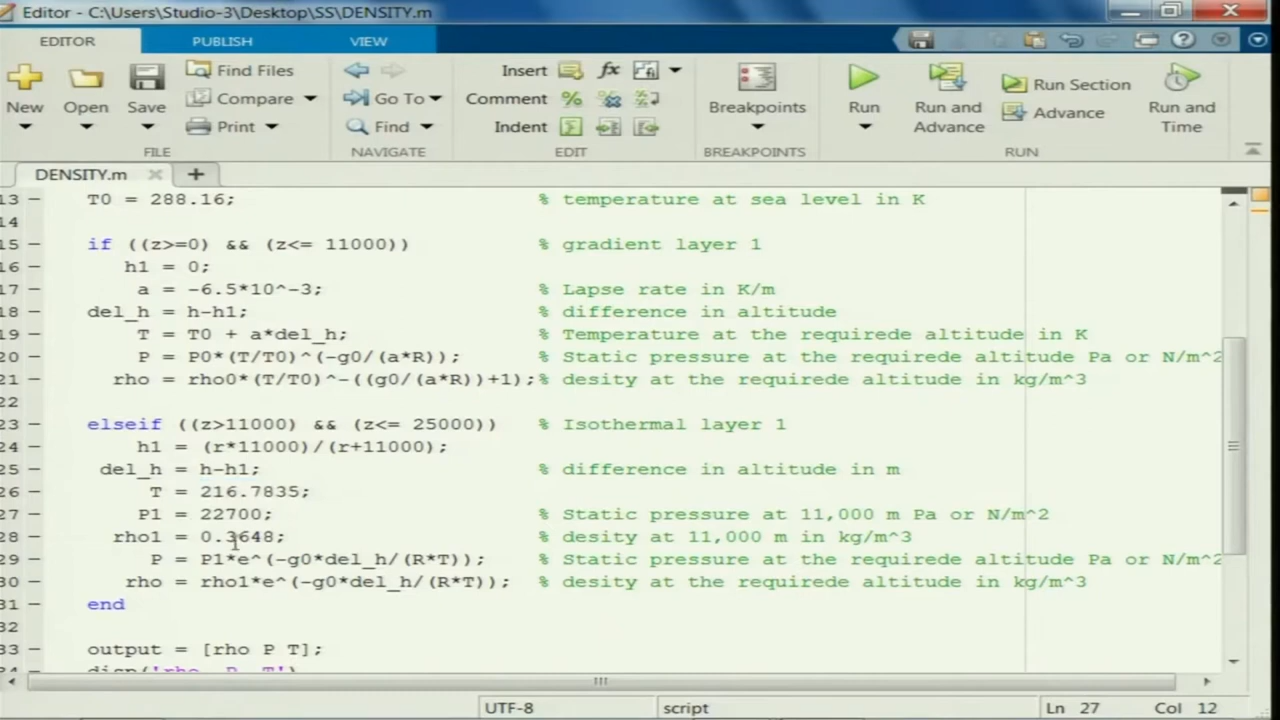 Editor - C:\Users\Studio-3\Desktop\SS\DENSITY.m
EDITOR PUBLISH VIEW
New Open Save Find Files Compare Print
Go To Find
Insert fx
Comment %
Indent
Breakpoints
Run Run and Advance Run Section Advance Run and Time
FILE NAVIGATE EDIT BREAKPOINTS RUN
DENSITY.m
13 T0 = 288.16; % temperature at sea level in K
14
15 if ((z>=0) && (z<= 11000)) % gradient layer 1
16 h1 = 0;
17 a = -6.5*10^-3; % Lapse rate in K/m
18 del_h = h-h1; % difference in altitude
19 T = T0 + a*del_h; % Temperature at the requirede altitude in K
20 P = P0*(T/T0)^(-g0/(a*R)); % Static pressure at the requirede altitude Pa or N/m^2
21 rho = rho0*(T/T0)^-((g0/(a*R))+1); % desity at the requirede altitude in kg/m^3
22
23 elseif ((z>11000) && (z<= 25000)) % Isothermal layer 1
24 h1 = (r*11000)/(r+11000);
25 del_h = h-h1; % difference in altitude in m
26 T = 216.7835;
27 P1 = 22700; % Static pressure at 11,000 m Pa or N/m^2
28 rho1 = 0.3648; % desity at 11,000 m in kg/m^3
29 P = P1*e^(-g0*del_h/(R*T)); % Static pressure at the requirede altitude Pa or N/m^2
30 rho = rho1*e^(-g0*del_h/(R*T)); % desity at the requirede altitude in kg/m^3
31 end
32
33 output = [rho P T];
34 disp('rho P T')
UTF-8 script Ln 27 Col 12